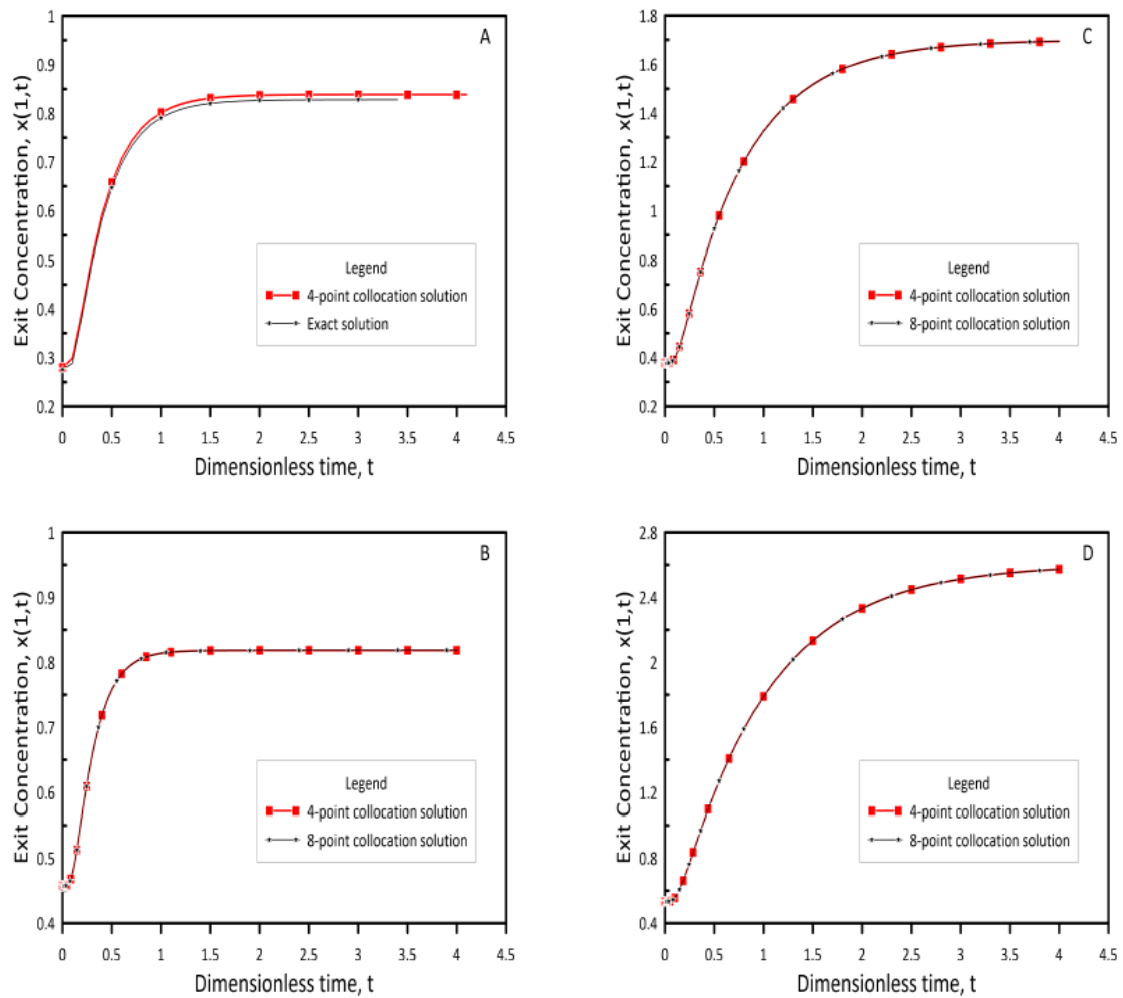 A
Exit Concentration, x(1,t)
1
0.9
0.8
0.7
0.6
0.5
0.4
0.3
0.2
Legend
4-point collocation solution
Exact solution
0 0.5 1 1.5 2 2.5 3 3.5 4 4.5
Dimensionless time, t
C
Exit Concentration, x(1,t)
1.8
1.6
1.4
1.2
1
0.8
0.6
0.4
0.2
Legend
4-point collocation solution
8-point collocation solution
0 0.5 1 1.5 2 2.5 3 3.5 4 4.5
Dimensionless time, t
B
Exit Concentration, x(1,t)
1
0.9
0.8
0.7
0.6
0.5
0.4
Legend
4-point collocation solution
8-point collocation solution
0 0.5 1 1.5 2 2.5 3 3.5 4 4.5
Dimensionless time, t
D
Exit Concentration, x(1,t)
2.8
2.4
2
1.6
1.2
0.8
0.4
Legend
4-point collocation solution
8-point collocation solution
0 0.5 1 1.5 2 2.5 3 3.5 4 4.5
Dimensionless time, t